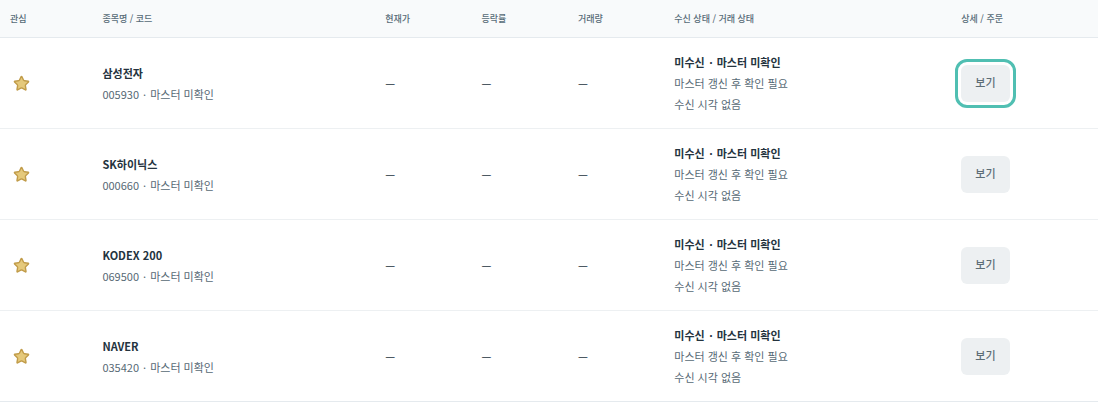 관심 종목명 / 코드 현재가 등락률 거래량 수신 상태 / 거래 상태 상세 / 주문
삼성전자
005930 · 마스터 미확인
— — —
미수신 · 마스터 미확인
마스터 갱신 후 확인 필요
수신 시각 없음
보기
SK하이닉스
000660 · 마스터 미확인
— — —
미수신 · 마스터 미확인
마스터 갱신 후 확인 필요
수신 시각 없음
보기
KODEX 200
069500 · 마스터 미확인
— — —
미수신 · 마스터 미확인
마스터 갱신 후 확인 필요
수신 시각 없음
보기
NAVER
035420 · 마스터 미확인
— — —
미수신 · 마스터 미확인
마스터 갱신 후 확인 필요
수신 시각 없음
보기